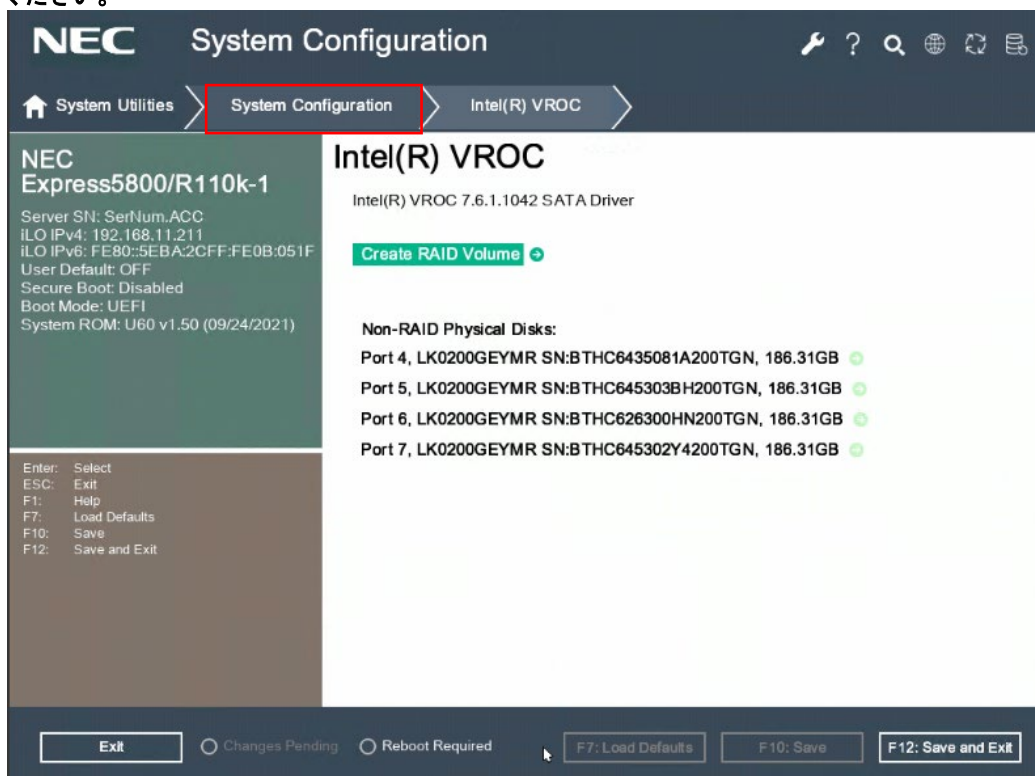 ください。
NEC System Configuration
System Utilities System Configuration Intel(R) VROC
NEC
Express5800/R110k-1
Server SN: SerNum.ACC
iLO IPv4: 192.168.11.211
iLO IPv6: FE80::5EBA:2CFF:FE0B:051F
User Default: OFF
Secure Boot: Disabled
Boot Mode: UEFI
System ROM: U60 v1.50 (09/24/2021)
Enter: Select
ESC: Exit
F1: Help
F7: Load Defaults
F10: Save
F12: Save and Exit
Intel(R) VROC
Intel(R) VROC 7.6.1.1042 SATA Driver
Create RAID Volume
Non-RAID Physical Disks:
Port 4, LK0200GEYMR SN:BTHC6435081A200TGN, 186.31GB
Port 5, LK0200GEYMR SN:BTHC645303BH200TGN, 186.31GB
Port 6, LK0200GEYMR SN:BTHC626300HN200TGN, 186.31GB
Port 7, LK0200GEYMR SN:BTHC645302Y4200TGN, 186.31GB
Exit Changes Pending Reboot Required F7: Load Defaults F10: Save F12: Save and Exit